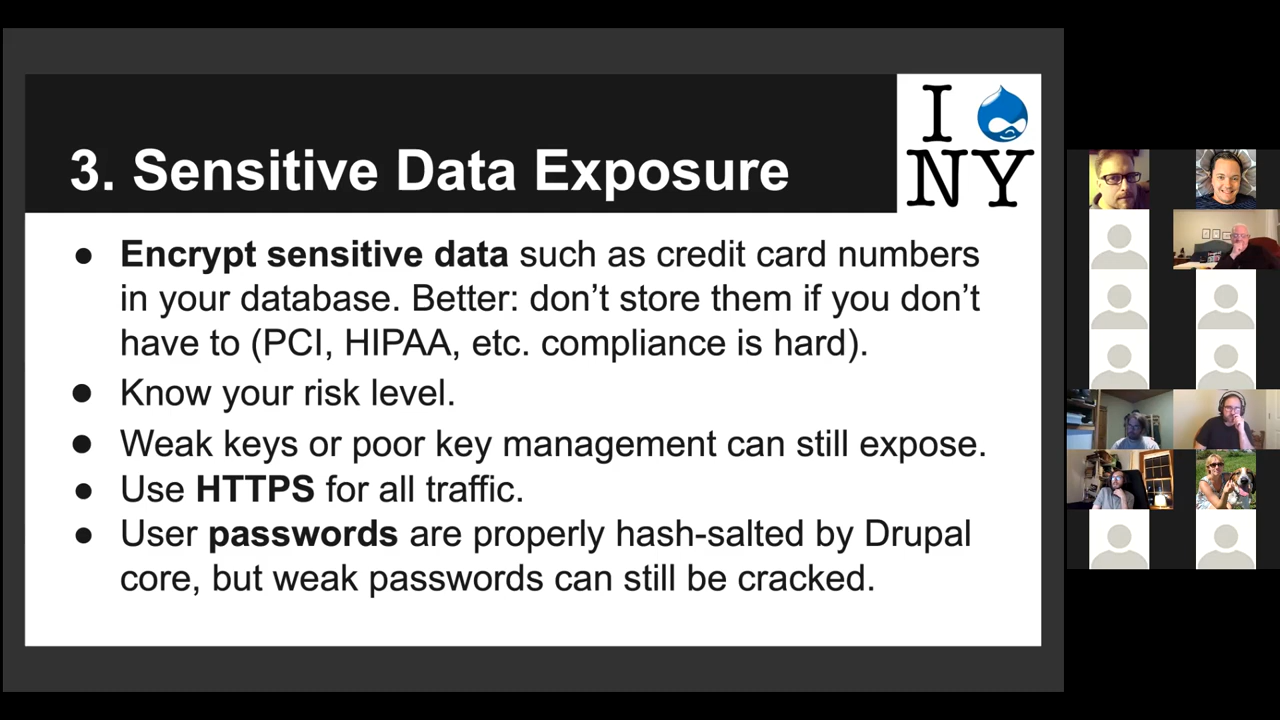 3. Sensitive Data Exposure
I
NY
● Encrypt sensitive data such as credit card numbers
in your database. Better: don’t store them if you don’t
have to (PCI, HIPAA, etc. compliance is hard).
● Know your risk level.
● Weak keys or poor key management can still expose.
● Use HTTPS for all traffic.
● User passwords are properly hash-salted by Drupal
core, but weak passwords can still be cracked.